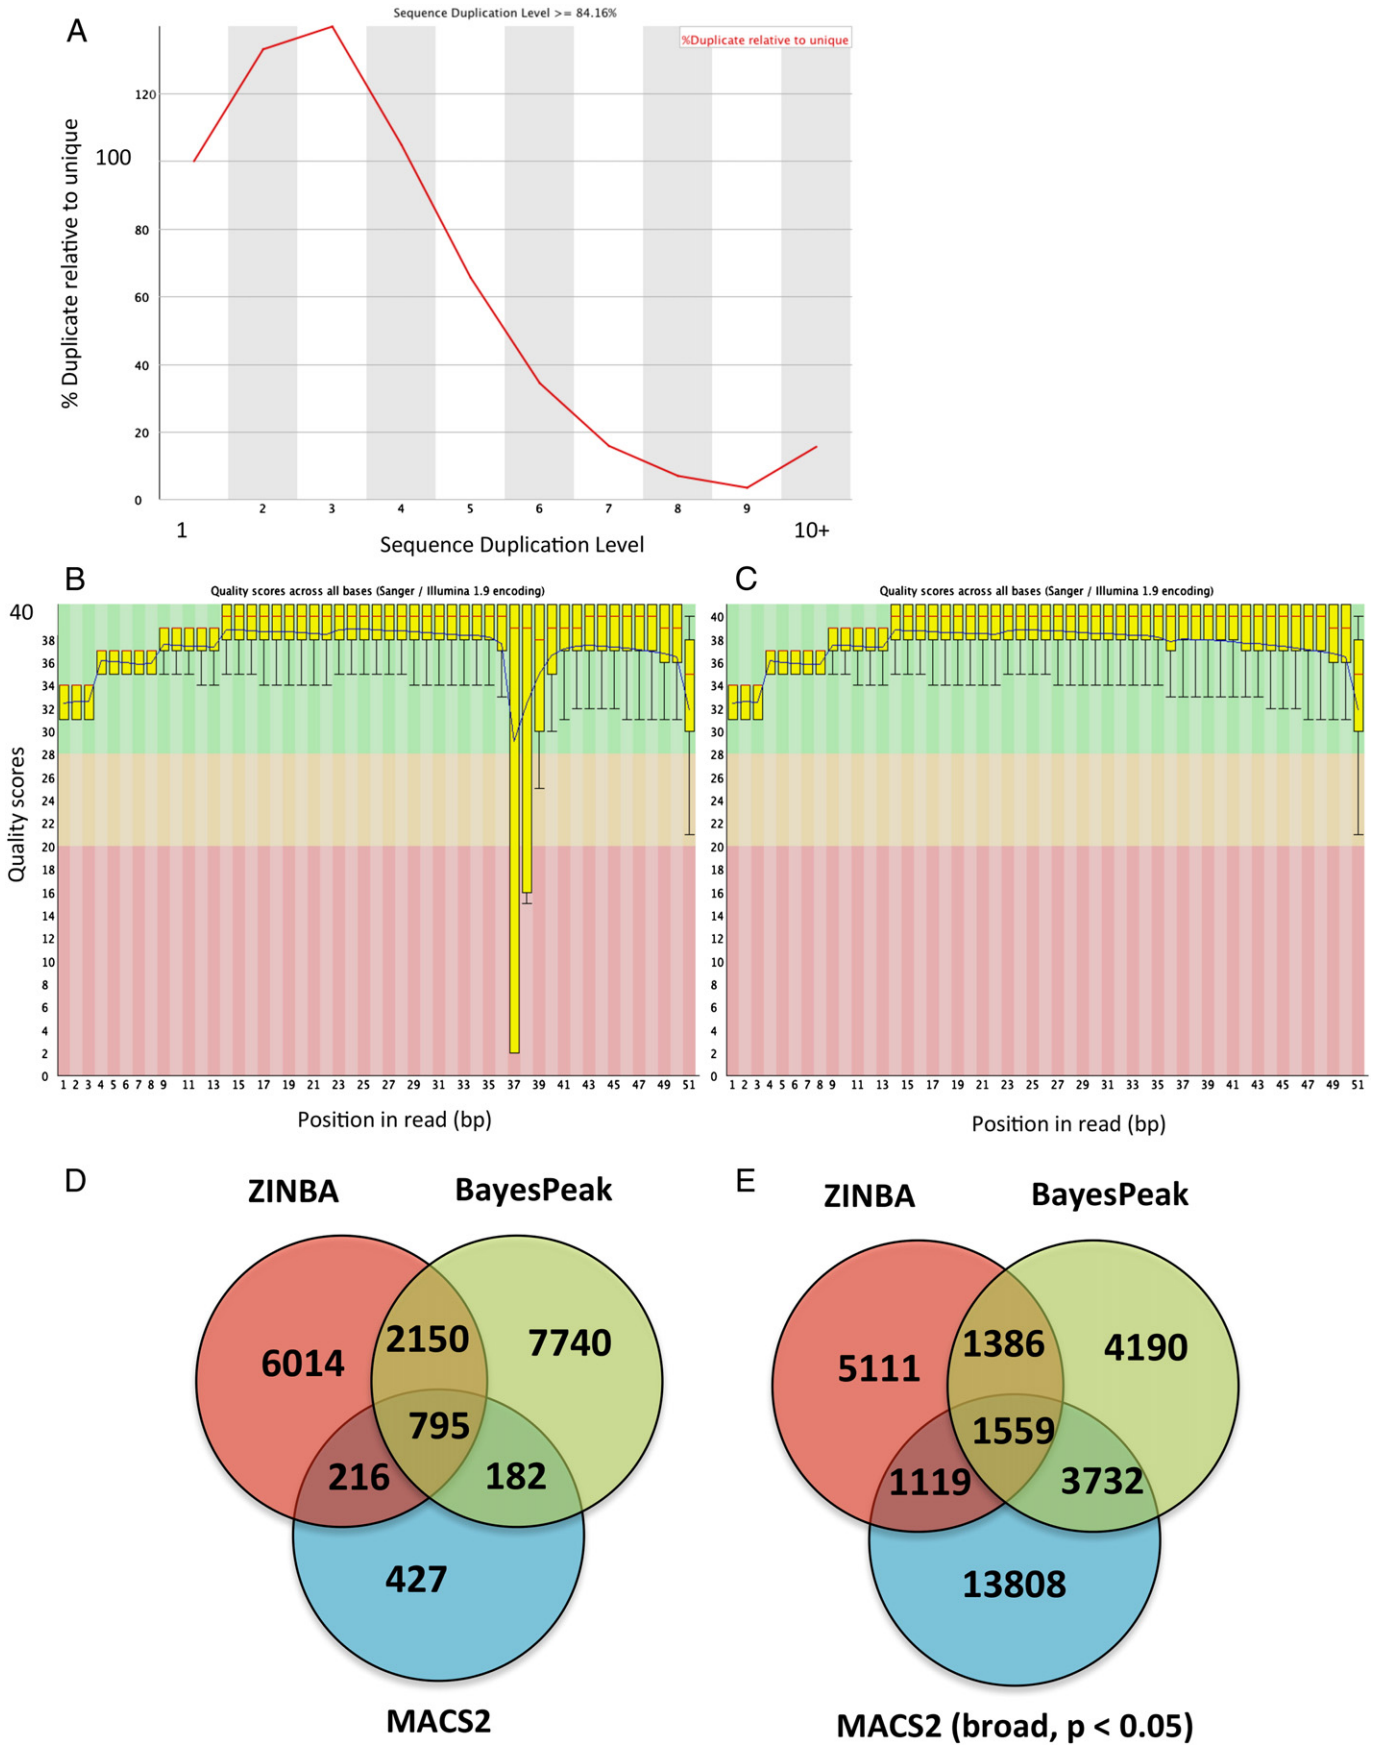 A
Sequence Duplication Level >= 84.16%
%Duplicate relative to unique
% Duplicate relative to unique
120
100
80
60
40
20
0
1 2 3 4 5 6 7 8 9 10+
Sequence Duplication Level
B
Quality scores across all bases (Sanger / Illumina 1.9 encoding)
Quality scores
40
38
36
34
32
30
28
26
24
22
20
18
16
14
12
10
8
6
4
2
0
1 2 3 4 5 6 7 8 9 11 13 15 17 19 21 23 25 27 29 31 33 35 37 39 41 43 45 47 49 51
Position in read (bp)
C
Quality scores across all bases (Sanger / Illumina 1.9 encoding)
40
38
36
34
32
30
28
26
24
22
20
18
16
14
12
10
8
6
4
2
0
1 2 3 4 5 6 7 8 9 11 13 15 17 19 21 23 25 27 29 31 33 35 37 39 41 43 45 47 49 51
Position in read (bp)
D
ZINBA BayesPeak
6014 2150 7740
795
216 182
427
MACS2
E
ZINBA BayesPeak
5111 1386 4190
1559
1119 3732
13808
MACS2 (broad, p < 0.05)